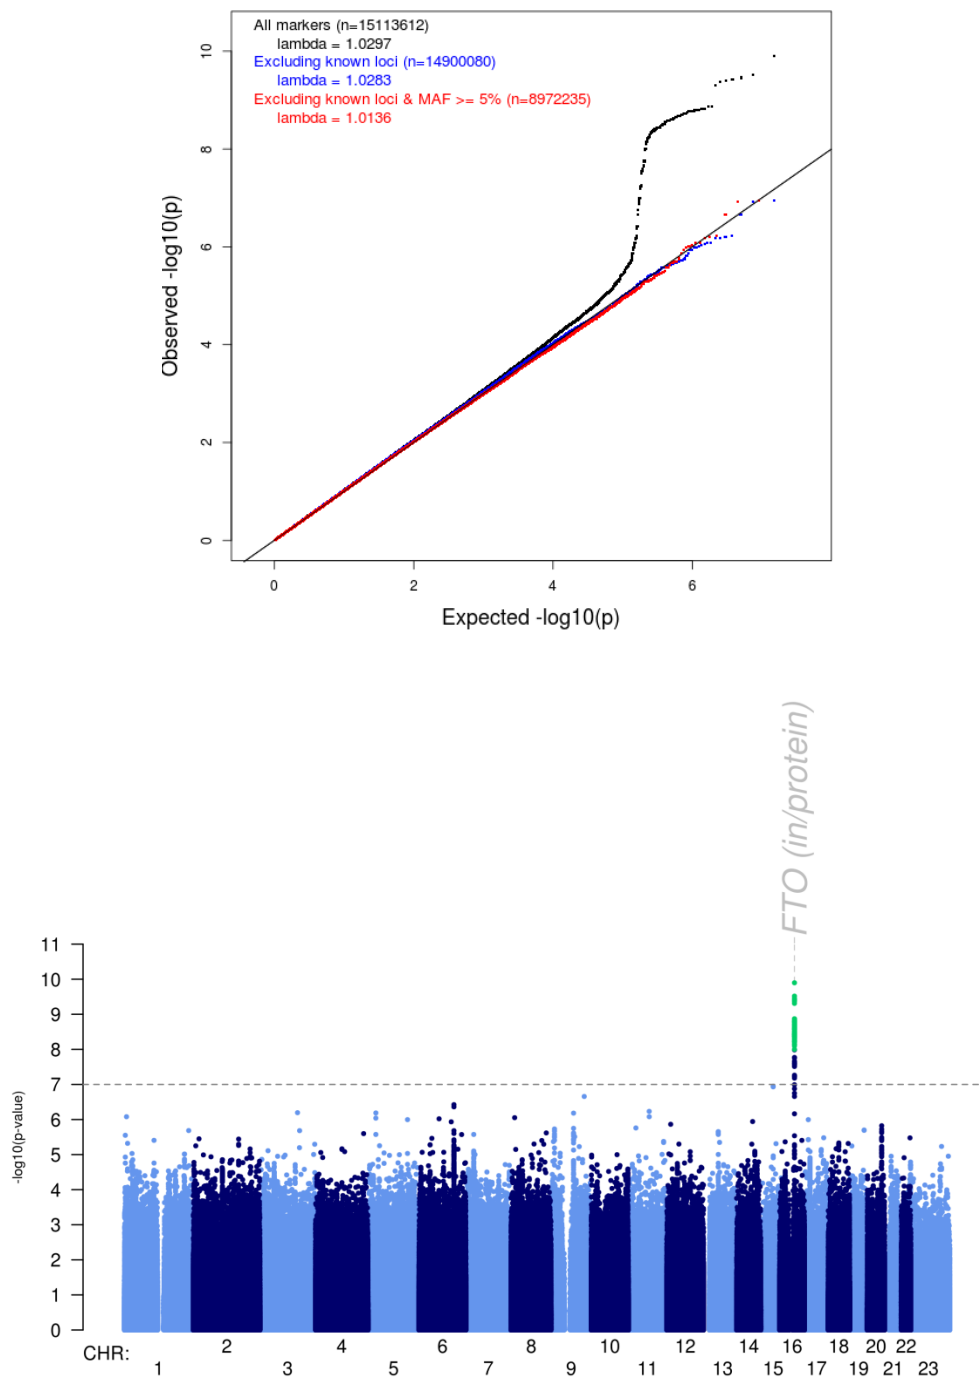 All markers (n=15113612)
lambda = 1.0297
Excluding known loci (n=14900080)
lambda = 1.0283
Excluding known loci & MAF >= 5% (n=8972235)
lambda = 1.0136
10
8
6
4
2
0
Observed -log10(p)
0 2 4 6
Expected -log10(p)
FTO (in/protein)
11
10
9
8
7
6
5
4
3
2
1
0
-log10(p-value)
CHR:
2 4 6 8 10 12 14 16 18 20 22
1 3 5 7 9 11 13 15 17 19 21 23